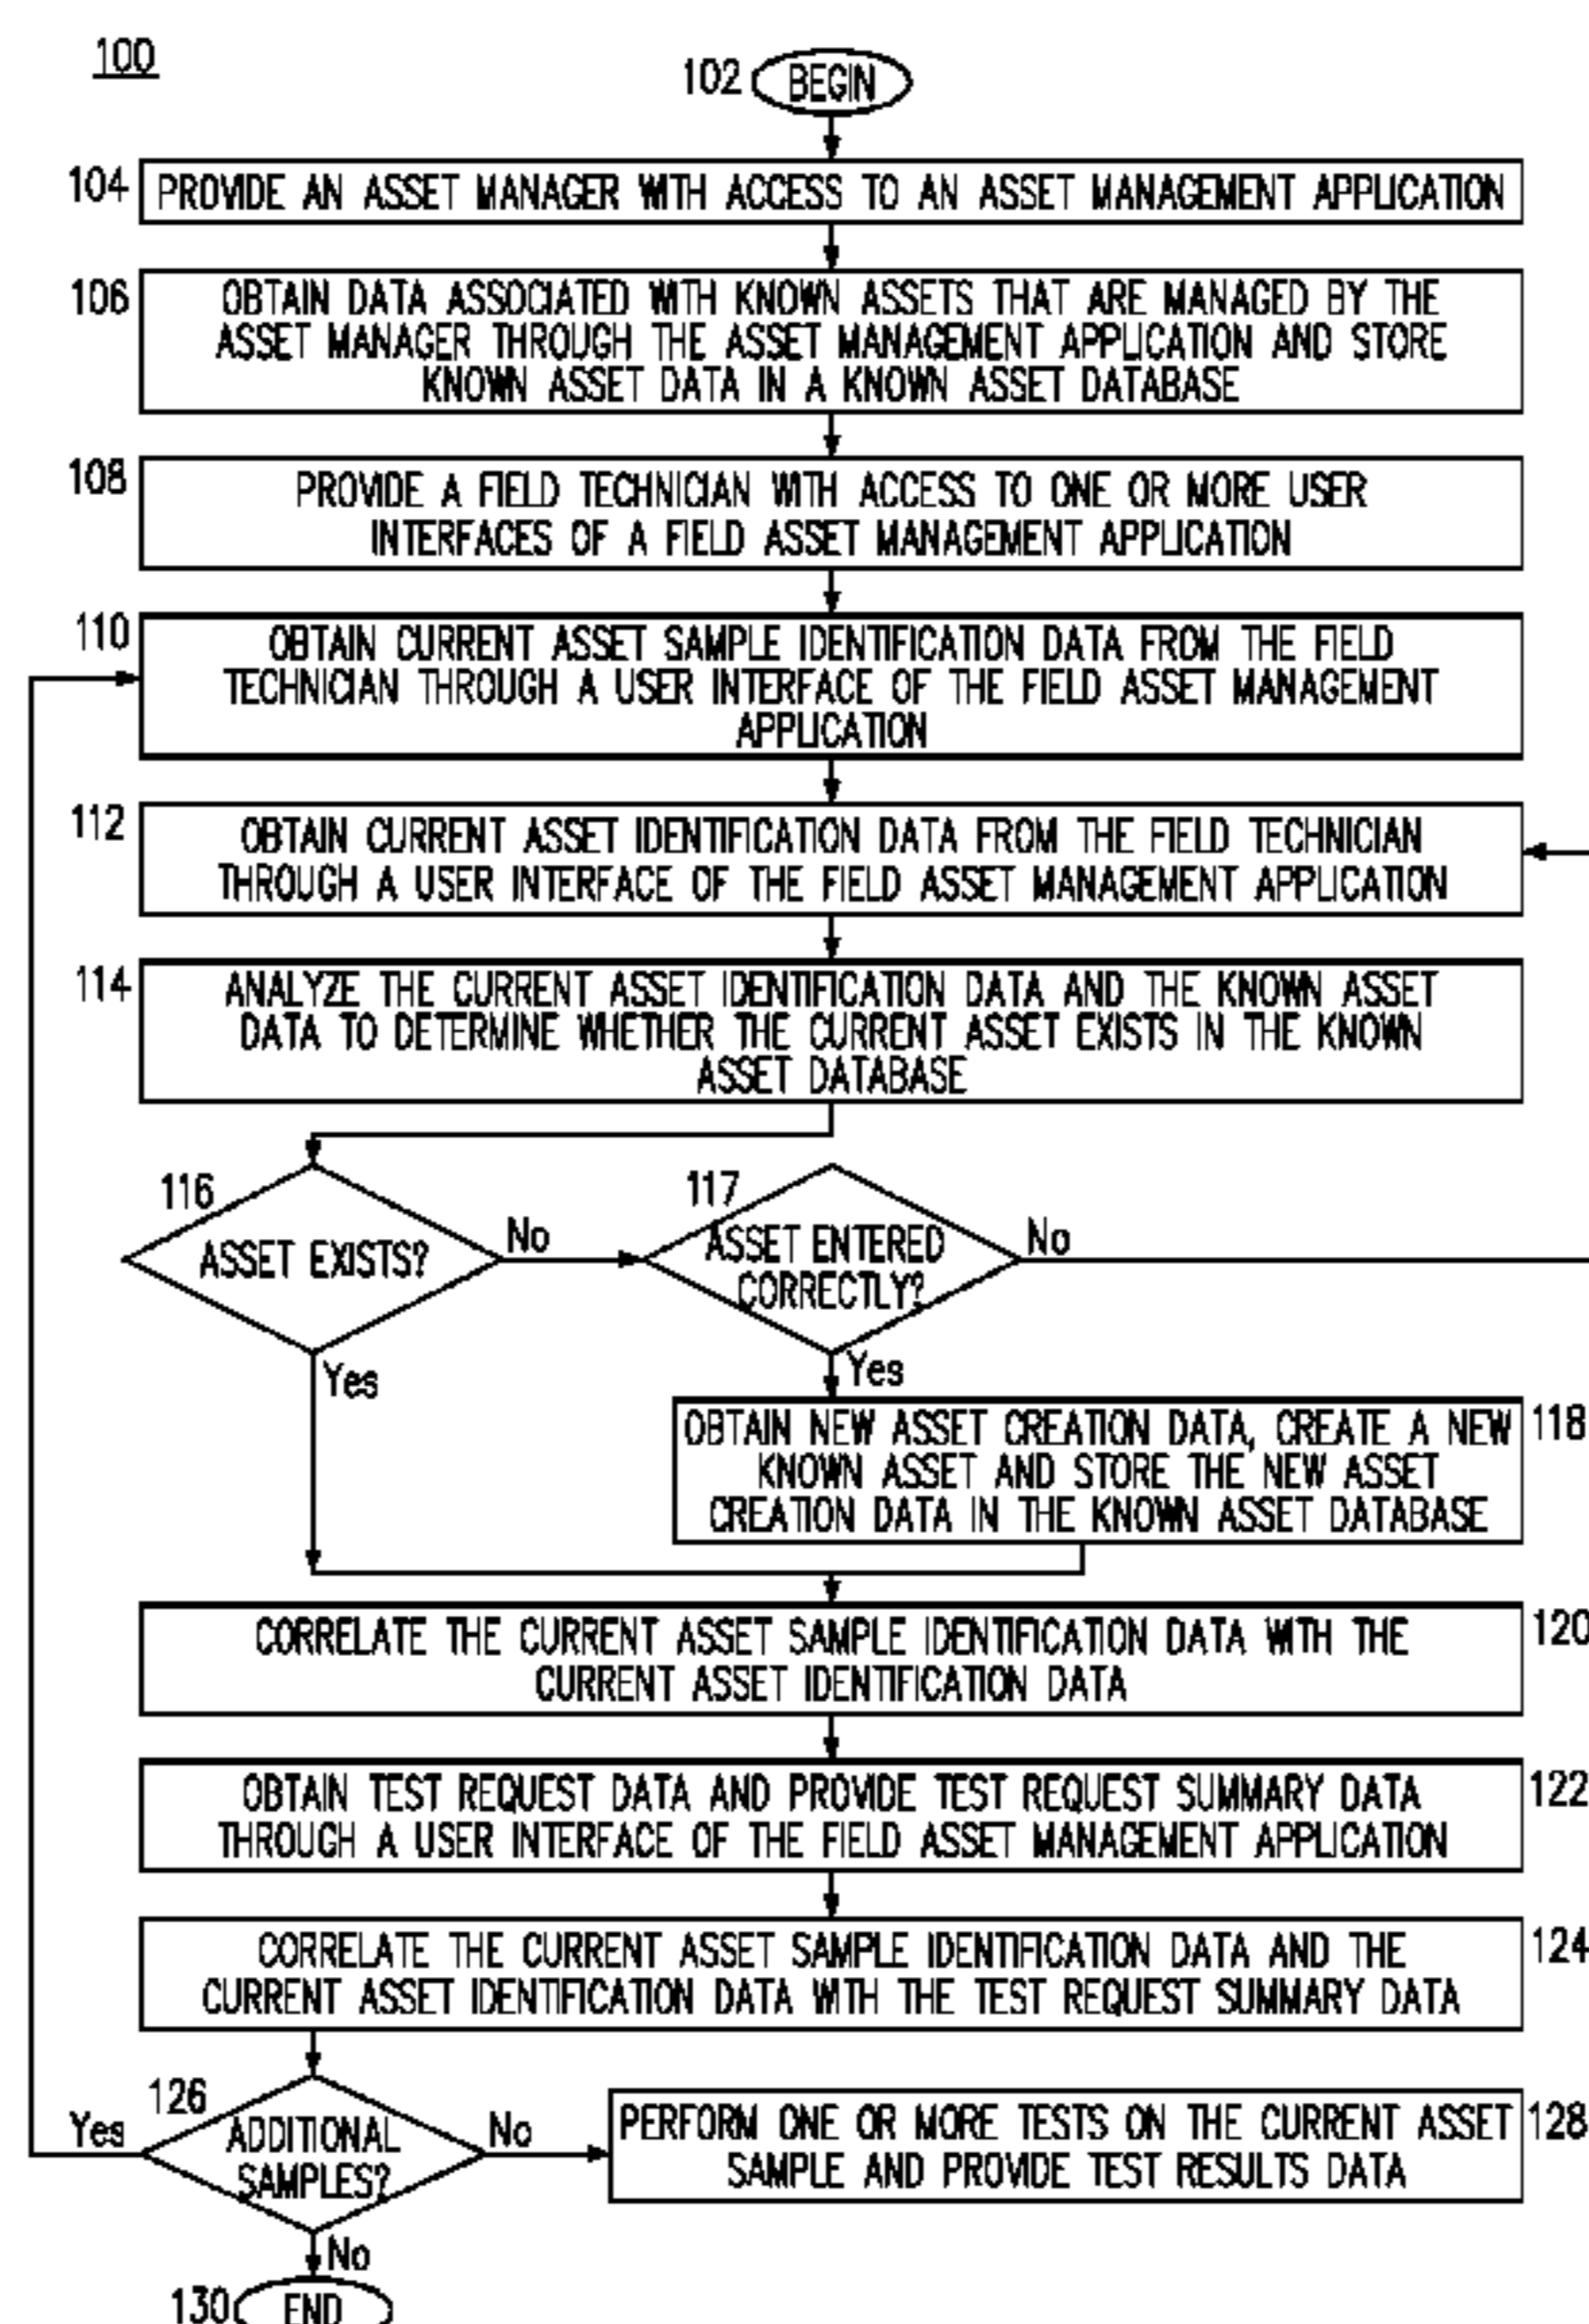 100
102 BEGIN
104 PROVIDE AN ASSET MANAGER WITH ACCESS TO AN ASSET MANAGEMENT APPLICATION
106 OBTAIN DATA ASSOCIATED WITH KNOWN ASSETS THAT ARE MANAGED BY THE
ASSET MANAGER THROUGH THE ASSET MANAGEMENT APPLICATION AND STORE
KNOWN ASSET DATA IN A KNOWN ASSET DATABASE
108 PROVIDE A FIELD TECHNICIAN WITH ACCESS TO ONE OR MORE USER
INTERFACES OF A FIELD ASSET MANAGEMENT APPLICATION
110 OBTAIN CURRENT ASSET SAMPLE IDENTIFICATION DATA FROM THE FIELD
TECHNICIAN THROUGH A USER INTERFACE OF THE FIELD ASSET MANAGEMENT
APPLICATION
112 OBTAIN CURRENT ASSET IDENTIFICATION DATA FROM THE FIELD TECHNICIAN
THROUGH A USER INTERFACE OF THE FIELD ASSET MANAGEMENT APPLICATION
114 ANALYZE THE CURRENT ASSET IDENTIFICATION DATA AND THE KNOWN ASSET
DATA TO DETERMINE WHETHER THE CURRENT ASSET EXISTS IN THE KNOWN
ASSET DATABASE
116
ASSET EXISTS?
No
Yes
117
ASSET ENTERED
CORRECTLY?
No
Yes
OBTAIN NEW ASSET CREATION DATA, CREATE A NEW 118
KNOWN ASSET AND STORE THE NEW ASSET
CREATION DATA IN THE KNOWN ASSET DATABASE
CORRELATE THE CURRENT ASSET SAMPLE IDENTIFICATION DATA WITH THE 120
CURRENT ASSET IDENTIFICATION DATA
OBTAIN TEST REQUEST DATA AND PROVIDE TEST REQUEST SUMMARY DATA 122
THROUGH A USER INTERFACE OF THE FIELD ASSET MANAGEMENT APPLICATION
CORRELATE THE CURRENT ASSET SAMPLE IDENTIFICATION DATA AND THE 124
CURRENT ASSET IDENTIFICATION DATA WITH THE TEST REQUEST SUMMARY DATA
126
Yes
ADDITIONAL
SAMPLES?
No
PERFORM ONE OR MORE TESTS ON THE CURRENT ASSET 128
SAMPLE AND PROVIDE TEST RESULTS DATA
No
130 END